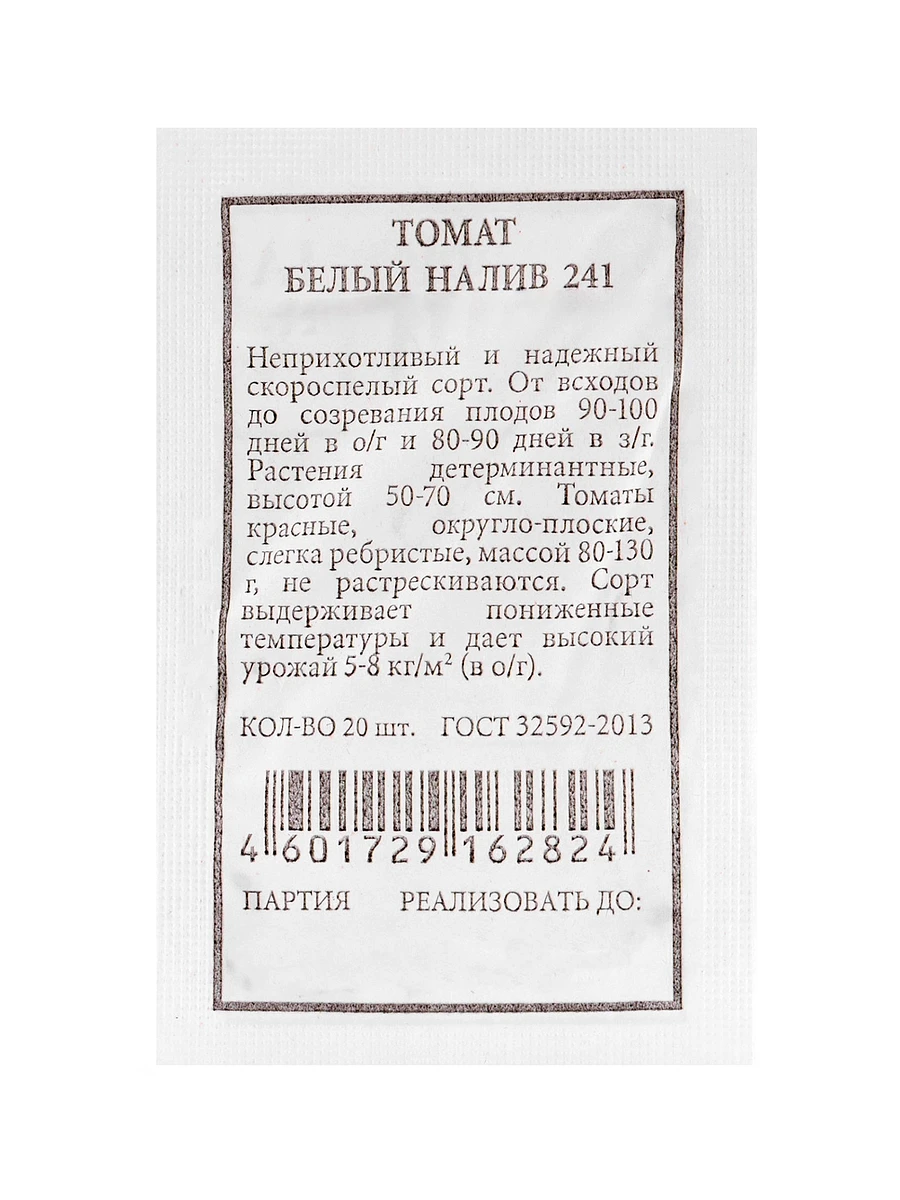 ТОМАТ
БЕЛЫЙ НАЛИВ 241
Неприхотливый и надежный
скороспелый сорт. От всходов
до созревания плодов 90-100
дней в о/г и 80-90 дней в з/г.
Растения детерминантные,
высотой 50-70 см. Томаты
красные, округло-плоские,
слегка ребристые, массой 80-130
г, не растрескиваются. Сорт
выдерживает пониженные
температуры и дает высокий
урожай 5-8 кг/м² (в о/г).
КОЛ-ВО 20 шт. ГОСТ 32592-2013
4 601729 162824
ПАРТИЯ РЕАЛИЗОВАТЬ ДО: